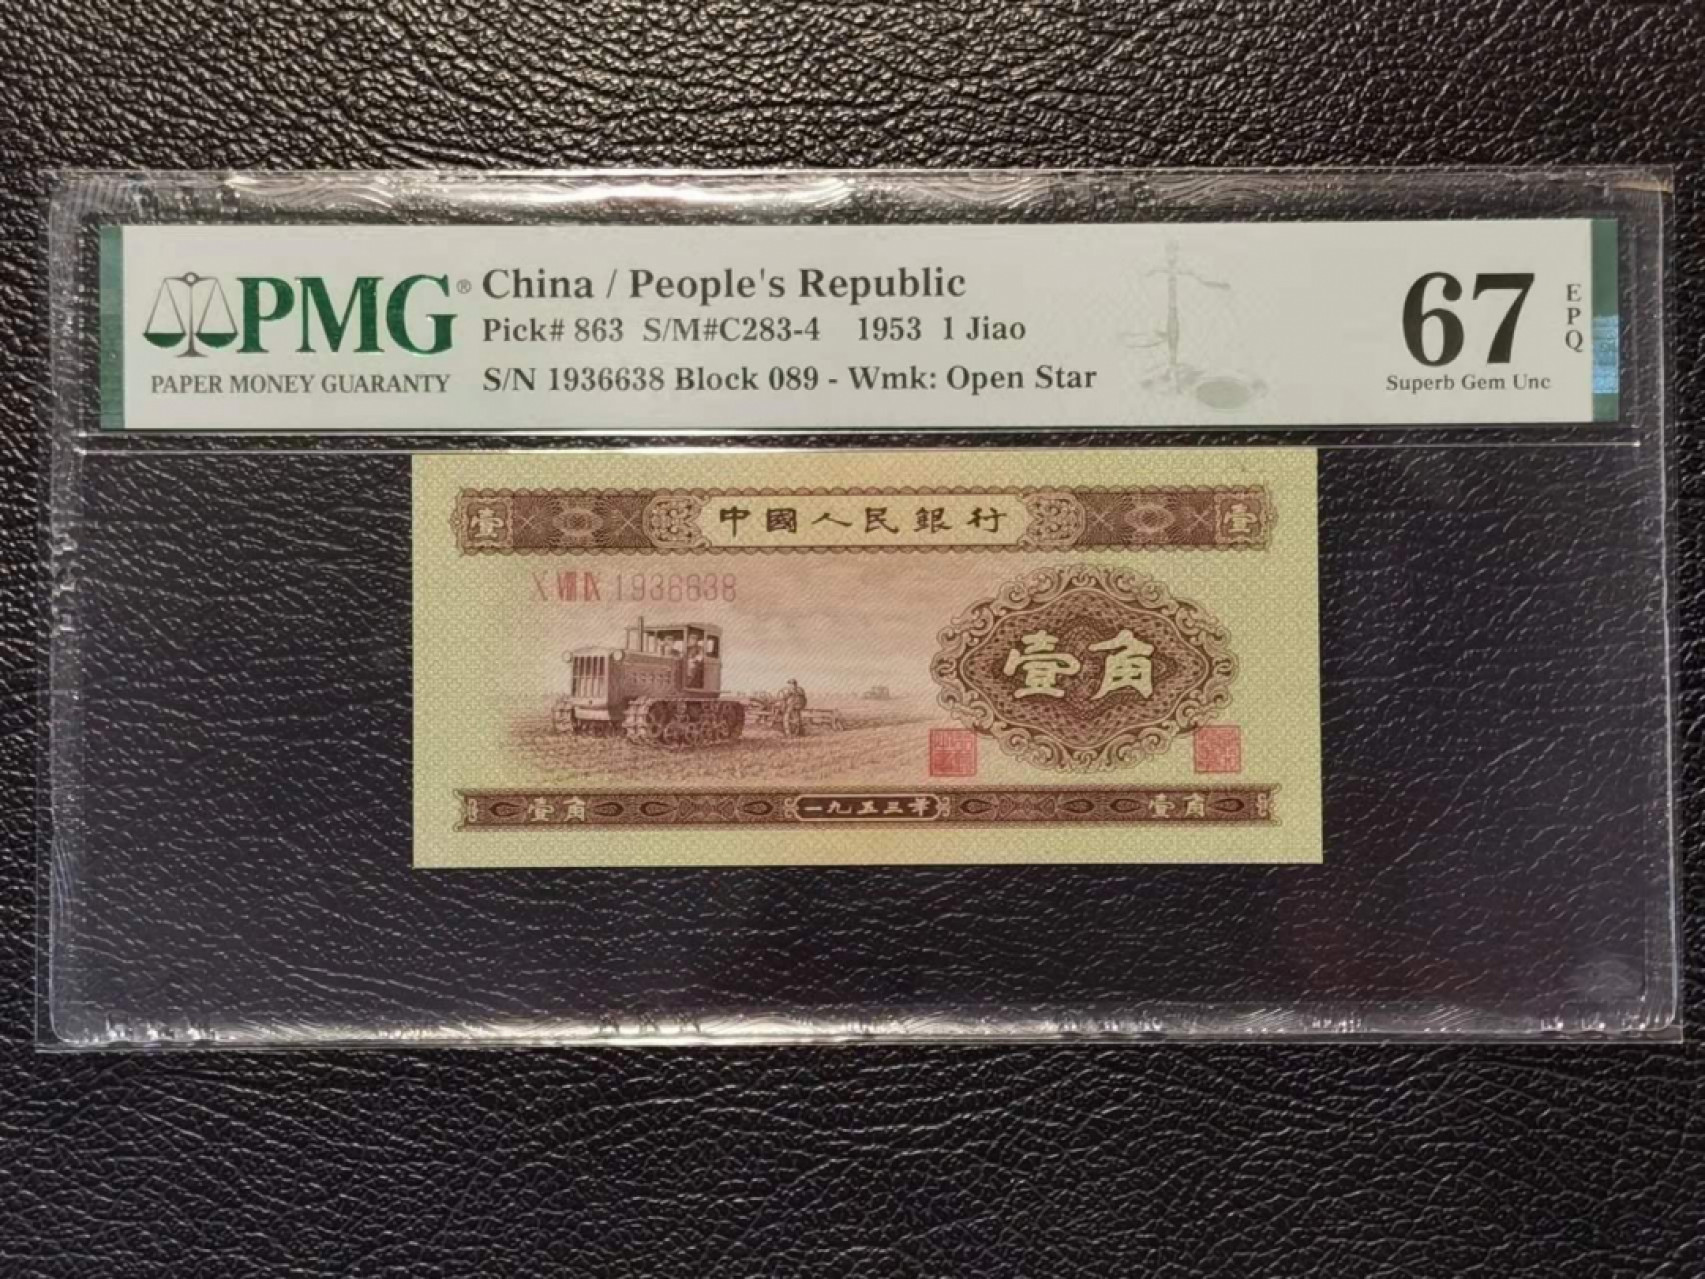 PMG®
PAPER MONEY GUARANTY
China / People's Republic
Pick# 863 S/M#C283-4 1953 1 Jiao
S/N 1936638 Block 089 - Wmk: Open Star
67
EPQ
Superb Gem Unc
壹 中國人民銀行 壹
X Ⅷ Ⅸ 1936638
壹角
壹角 一九五三年 壹角